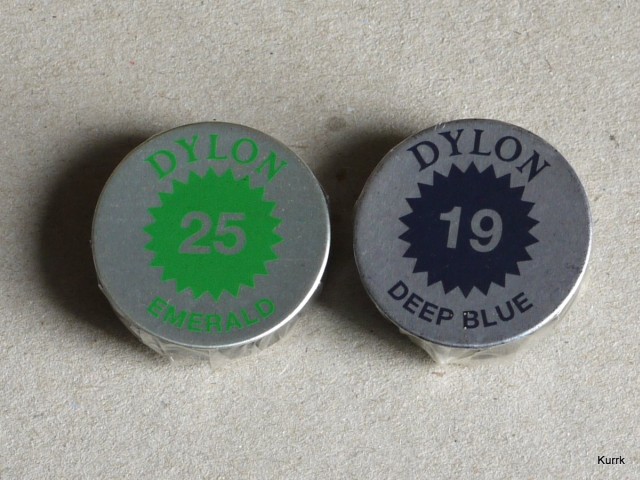 DYLON
25
EMERALD
DYLON
19
DEEP BLUE
Kurrk